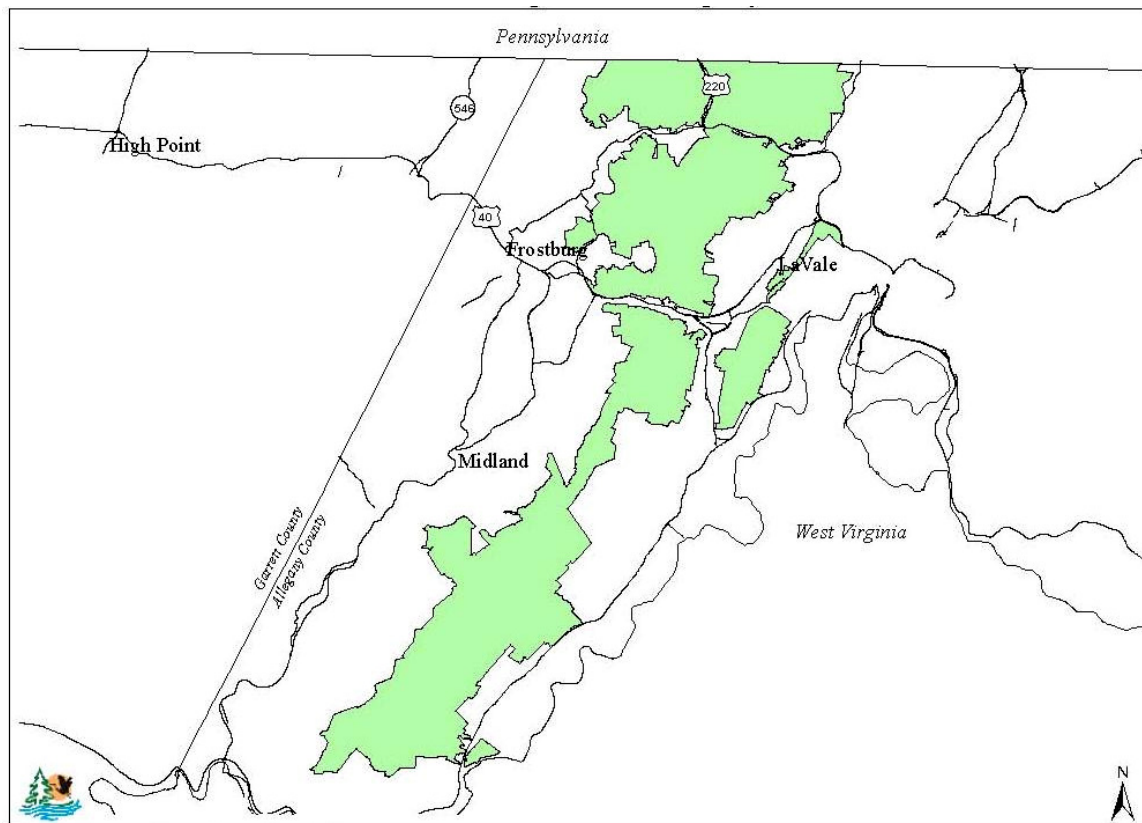 Pennsylvania
220
546
High Point
40
Frostburg
LaVale
Midland
West Virginia
Garrett County
Allegany County
N